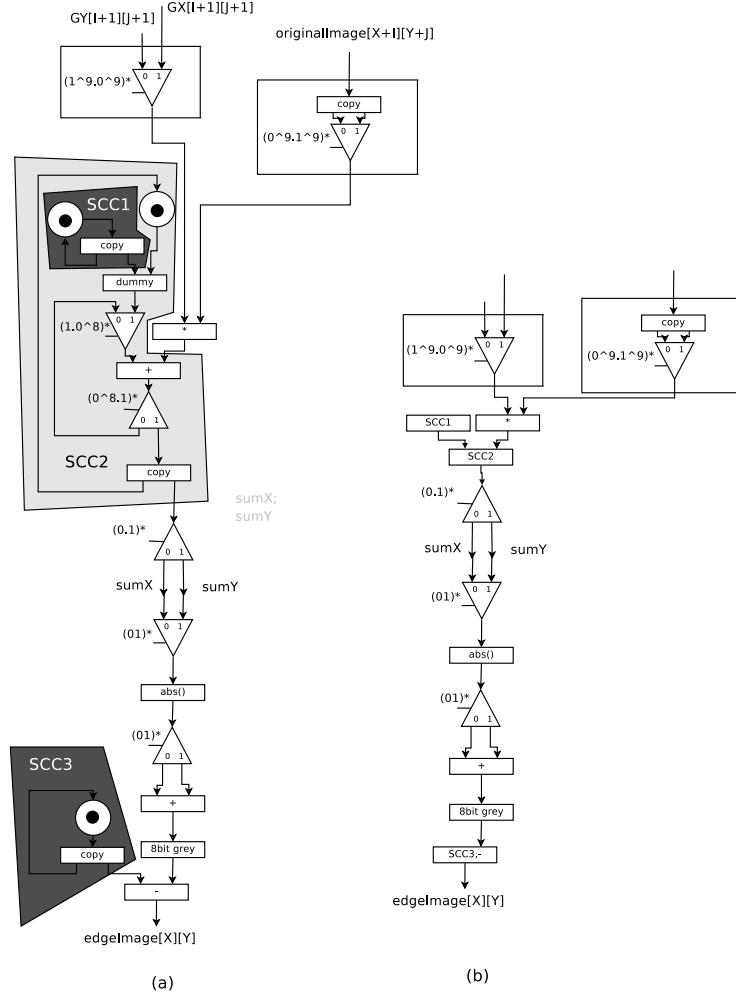 GX[I+1][J+1]
GY[I+1][J+1]
originalImage[X+I][Y+J]
0 1
(1^9.0^9)*
copy
0 1
(0^9.1^9)*
SCC1
copy
dummy
0 1
(1.0^8)*
*
+
(0^8.1)*
0 1
SCC2
copy
sumX;
sumY
(0.1)*
0 1
sumX
sumY
0 1
(01)*
abs()
(01)*
0 1
+
SCC3
copy
8bit grey
-
edgeImage[X][Y]
(a)
0 1
(1^9.0^9)*
copy
0 1
(0^9.1^9)*
SCC1
*
SCC2
(0.1)*
0 1
sumX
sumY
0 1
(01)*
abs()
(01)*
0 1
+
8bit grey
SCC3,-
edgeImage[X][Y]
(b)